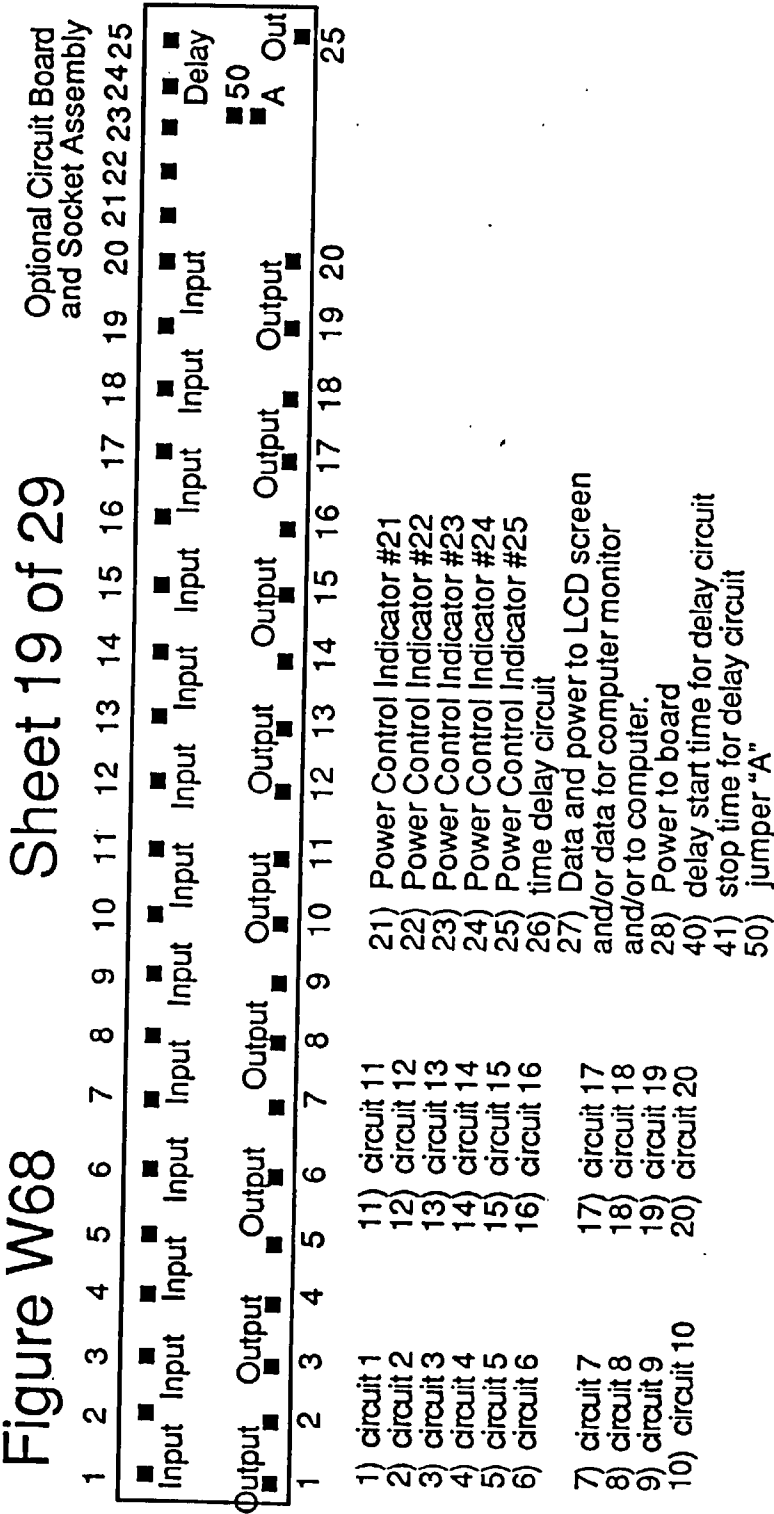 Figure W68 Sheet 19 of 29
Optional Circuit Board
and Socket Assembly
1 2 3 4 5 6 7 8 9 10 11 12 13 14 15 16 17 18 19 20 21 22 23 24 25
Input Input Input Input Input Input Input Input Input Input Delay
50
A
Output Output Output Output Output Output Output Output Output Output Out
1 2 3 4 5 6 7 8 9 10 11 12 13 14 15 16 17 18 19 20 25
1) circuit 1
2) circuit 2
3) circuit 3
4) circuit 4
5) circuit 5
6) circuit 6
7) circuit 7
8) circuit 8
9) circuit 9
10) circuit 10
11) circuit 11
12) circuit 12
13) circuit 13
14) circuit 14
15) circuit 15
16) circuit 16
17) circuit 17
18) circuit 18
19) circuit 19
20) circuit 20
21) Power Control Indicator #21
22) Power Control Indicator #22
23) Power Control Indicator #23
24) Power Control Indicator #24
25) Power Control Indicator #25
26) time delay circuit
27) Data and power to LCD screen
and/or data for computer monitor
and/or to computer.
28) Power to board
40) delay start time for delay circuit
41) stop time for delay circuit
50) jumper "A"